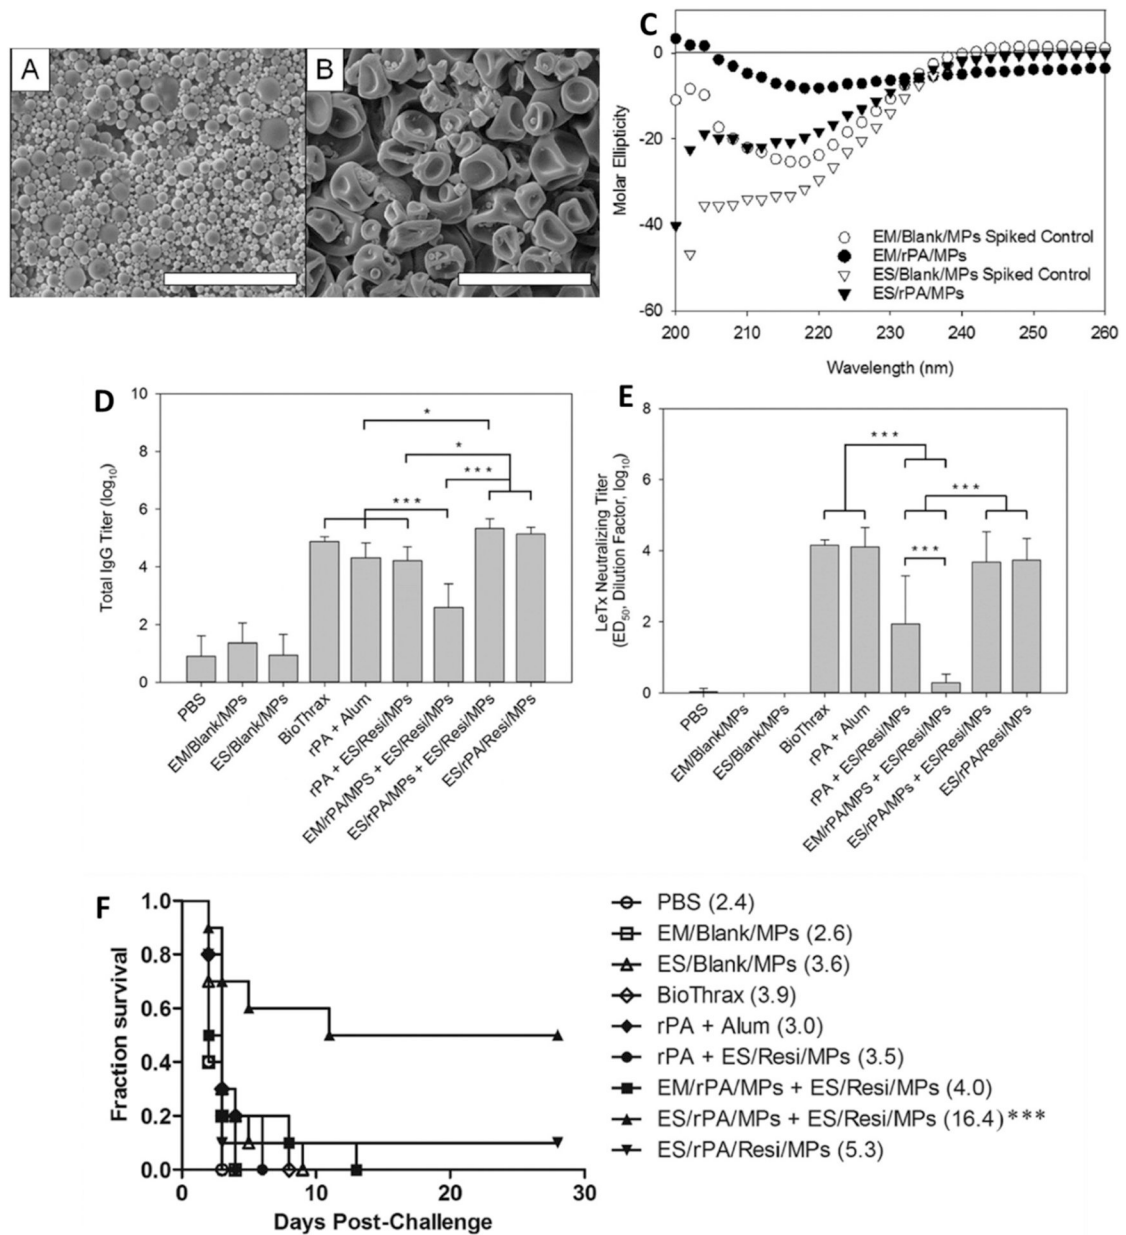 A
B
C
0
-20
-40
-60
Molar Ellipticity
EM/Blank/MPs Spiked Control
EM/rPA/MPs
ES/Blank/MPs Spiked Control
ES/rPA/MPs
200 210 220 230 240 250 260
Wavelength (nm)
D
10
8
6
4
2
0
Total IgG Titer (log10)
*
*
***
***
PBS
EM/Blank/MPs
ES/Blank/MPs
BioThrax
rPA + Alum
rPA + ES/Resi/MPs
EM/rPA/MPS + ES/Resi/MPs
ES/rPA/MPs + ES/Resi/MPs
ES/rPA/Resi/MPs
E
8
6
4
2
0
LeTx Neutralizing Titer
(ED50, Dilution Factor, log10)
***
***
***
PBS
EM/Blank/MPs
ES/Blank/MPs
BioThrax
rPA + Alum
rPA + ES/Resi/MPs
EM/rPA/MPS + ES/Resi/MPs
ES/rPA/MPs + ES/Resi/MPs
ES/rPA/Resi/MPs
F
1.0
0.8
0.6
0.4
0.2
0.0
Fraction survival
0 10 20 30
Days Post-Challenge
PBS (2.4)
EM/Blank/MPs (2.6)
ES/Blank/MPs (3.6)
BioThrax (3.9)
rPA + Alum (3.0)
rPA + ES/Resi/MPs (3.5)
EM/rPA/MPs + ES/Resi/MPs (4.0)
ES/rPA/MPs + ES/Resi/MPs (16.4)***
ES/rPA/Resi/MPs (5.3)